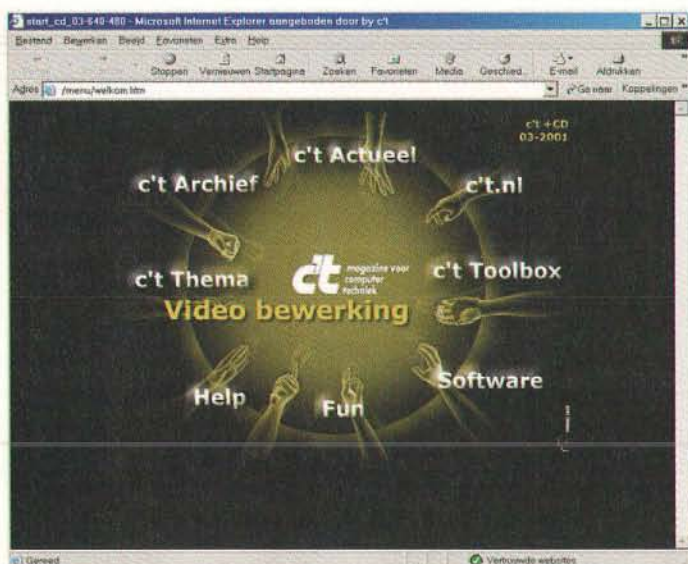 start_cd_03-640-480 - Microsoft Internet Explorer aangeboden door by c't
Bestand Bewerken Beeld Favorieten Extra Help
Stoppen Vernieuwen Startpagina Zoeken Favorieten Media Geschied... E-mail Afdrukken
Adres /menu/welkom.htm Ga naar Koppelingen
c't +CD
03-2001
c't Actueel
c't Archief
c't.nl
c't Thema
c't magazine voor computer techniek
c't Toolbox
Video bewerking
Help
Fun
Software
Gereed
Vertrouwde websites